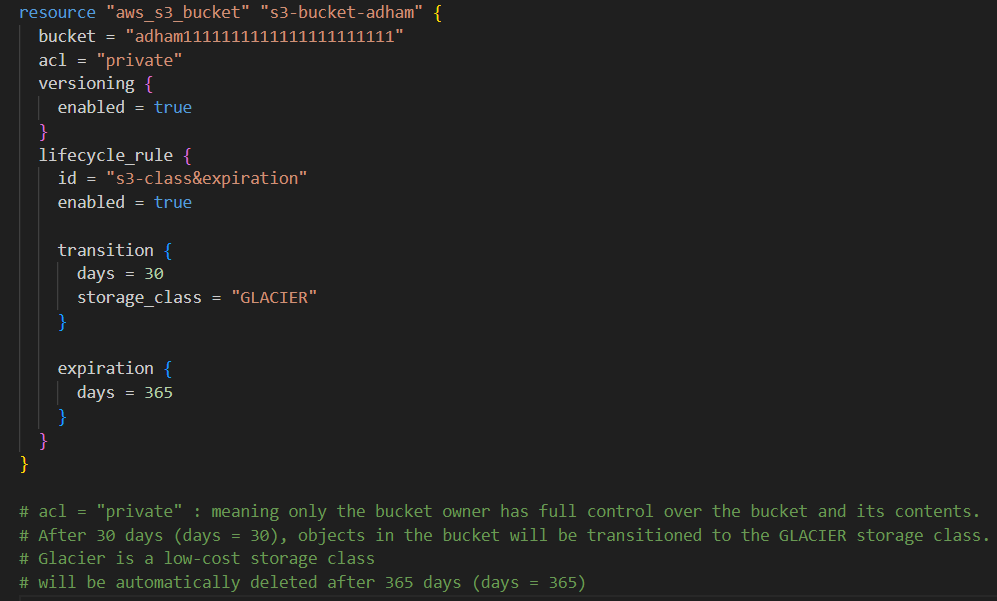 resource "aws_s3_bucket" "s3-bucket-adham" {
bucket = "adham1111111111111111111111"
acl = "private"
versioning {
enabled = true
}
lifecycle_rule {
id = "s3-class&expiration"
enabled = true
transition {
days = 30
storage_class = "GLACIER"
}
expiration {
days = 365
}
}
}
# acl = "private" : meaning only the bucket owner has full control over the bucket and its contents.
# After 30 days (days = 30), objects in the bucket will be transitioned to the GLACIER storage class.
# Glacier is a low-cost storage class
# will be automatically deleted after 365 days (days = 365)